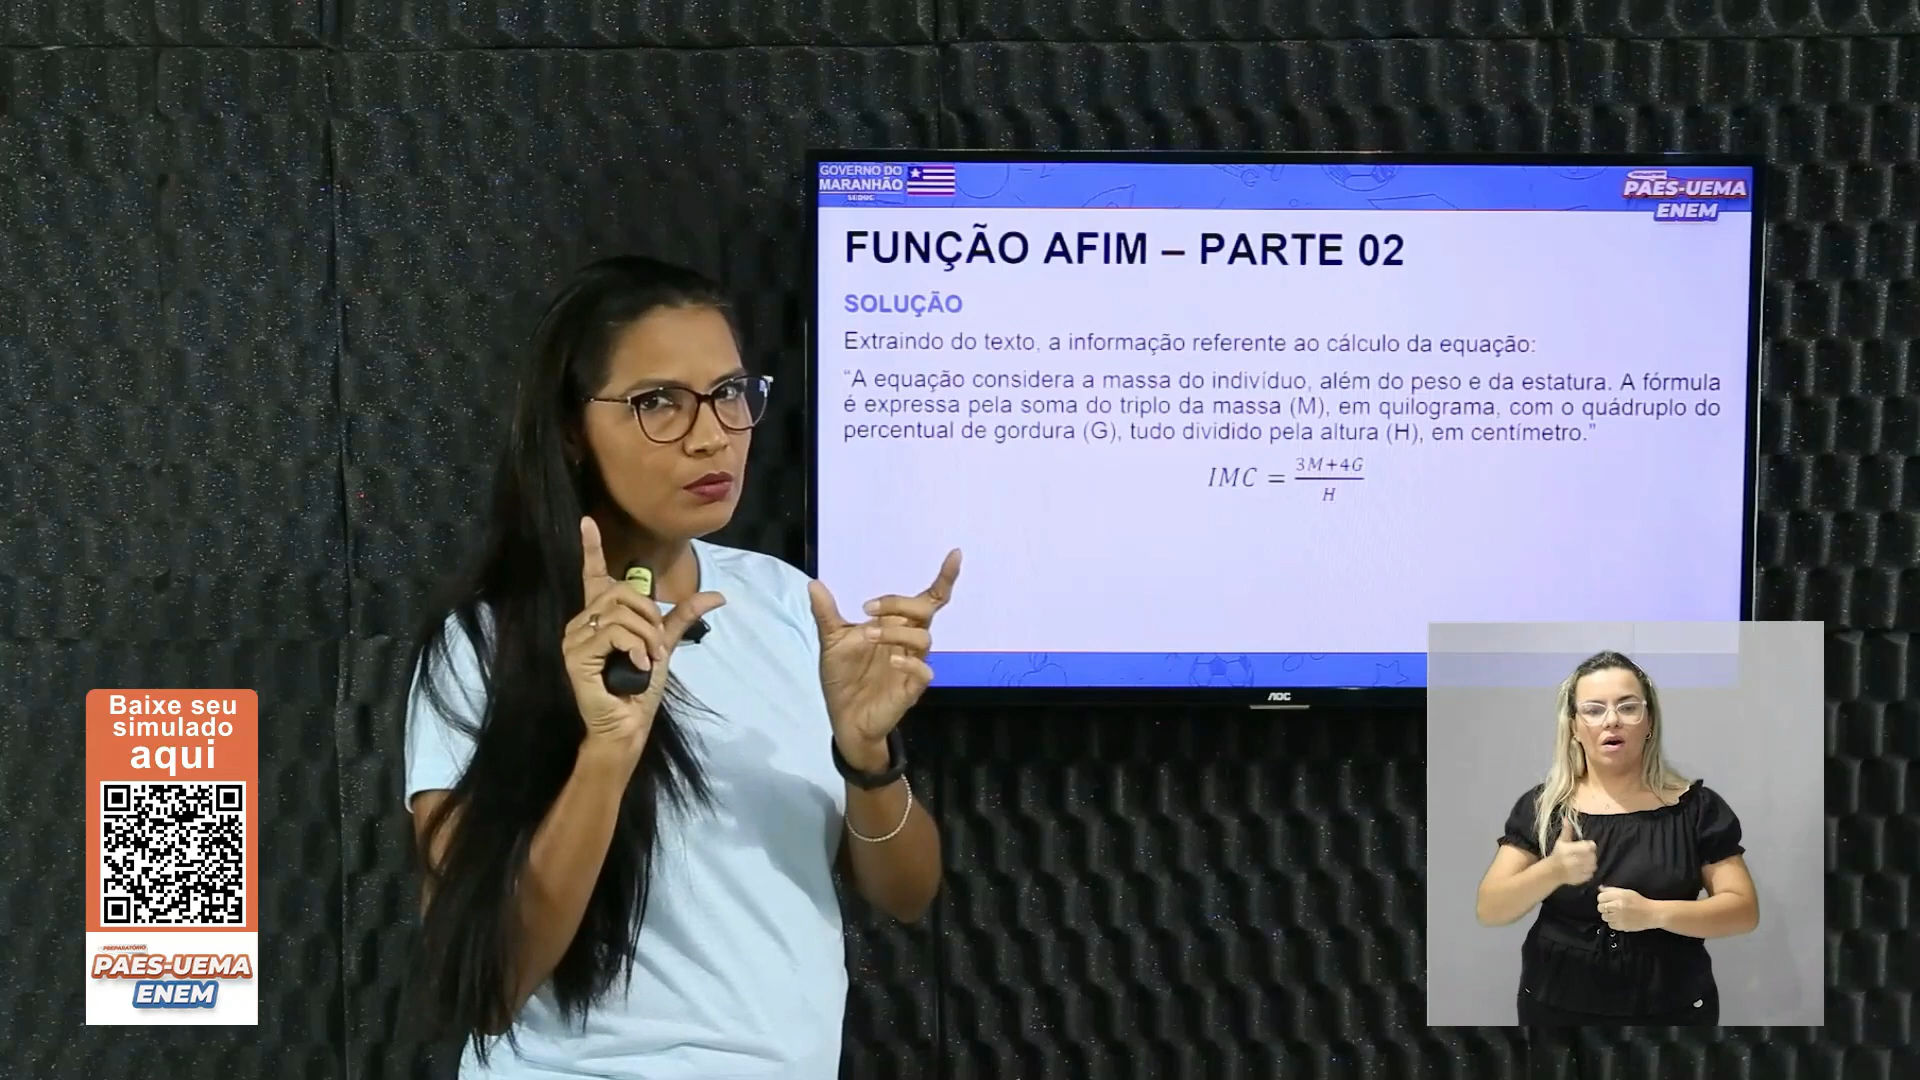 GOVERNO DO
MARANHÃO
SEDUC
PAES-UEMA
ENEM
FUNÇÃO AFIM – PARTE 02
SOLUÇÃO
Extraindo do texto, a informação referente ao cálculo da equação:
“A equação considera a massa do indivíduo, além do peso e da estatura. A fórmula
é expressa pela soma do triplo da massa (M), em quilograma, com o quádruplo do
percentual de gordura (G), tudo dividido pela altura (H), em centímetro.”
IMC = 3M+4G
H
AOC
Baixe seu
simulado
aqui
PREPARATÓRIO
PAES-UEMA
ENEM